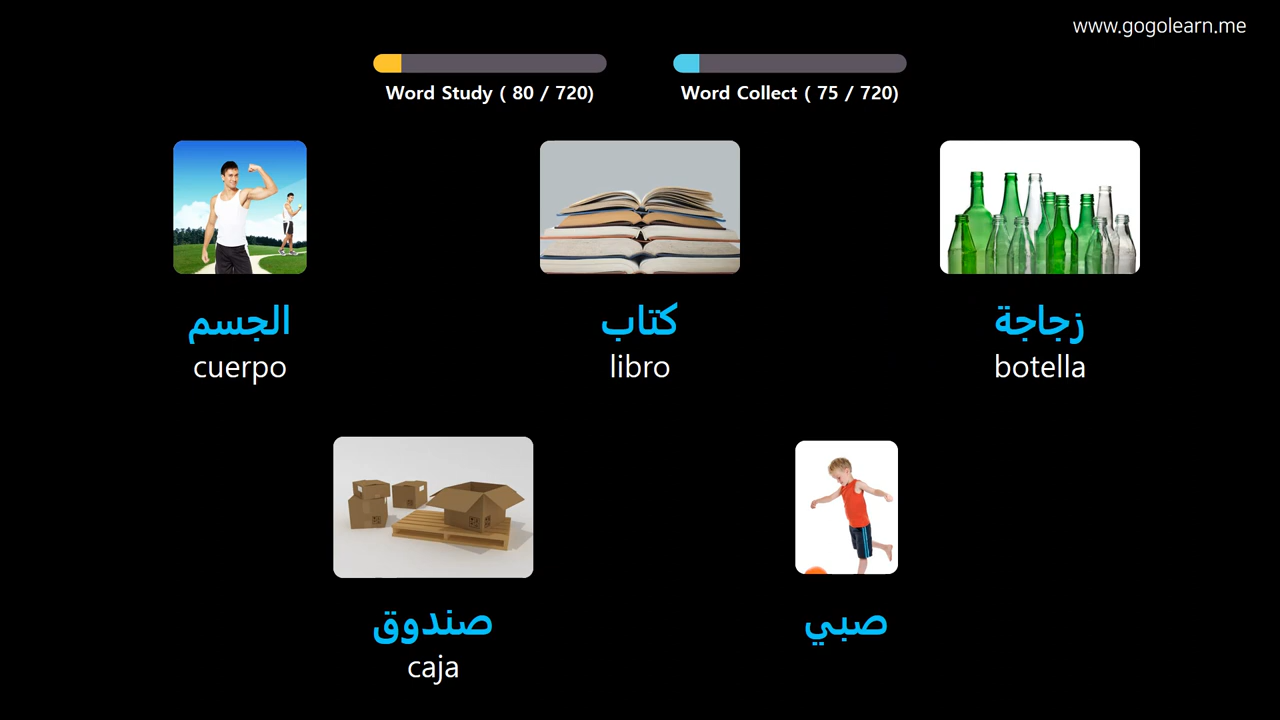 www.gogolearn.me
Word Study ( 80 / 720)
Word Collect ( 75 / 720)
الجسم
cuerpo
كتاب
libro
زجاجة
botella
صندوق
caja
صبي